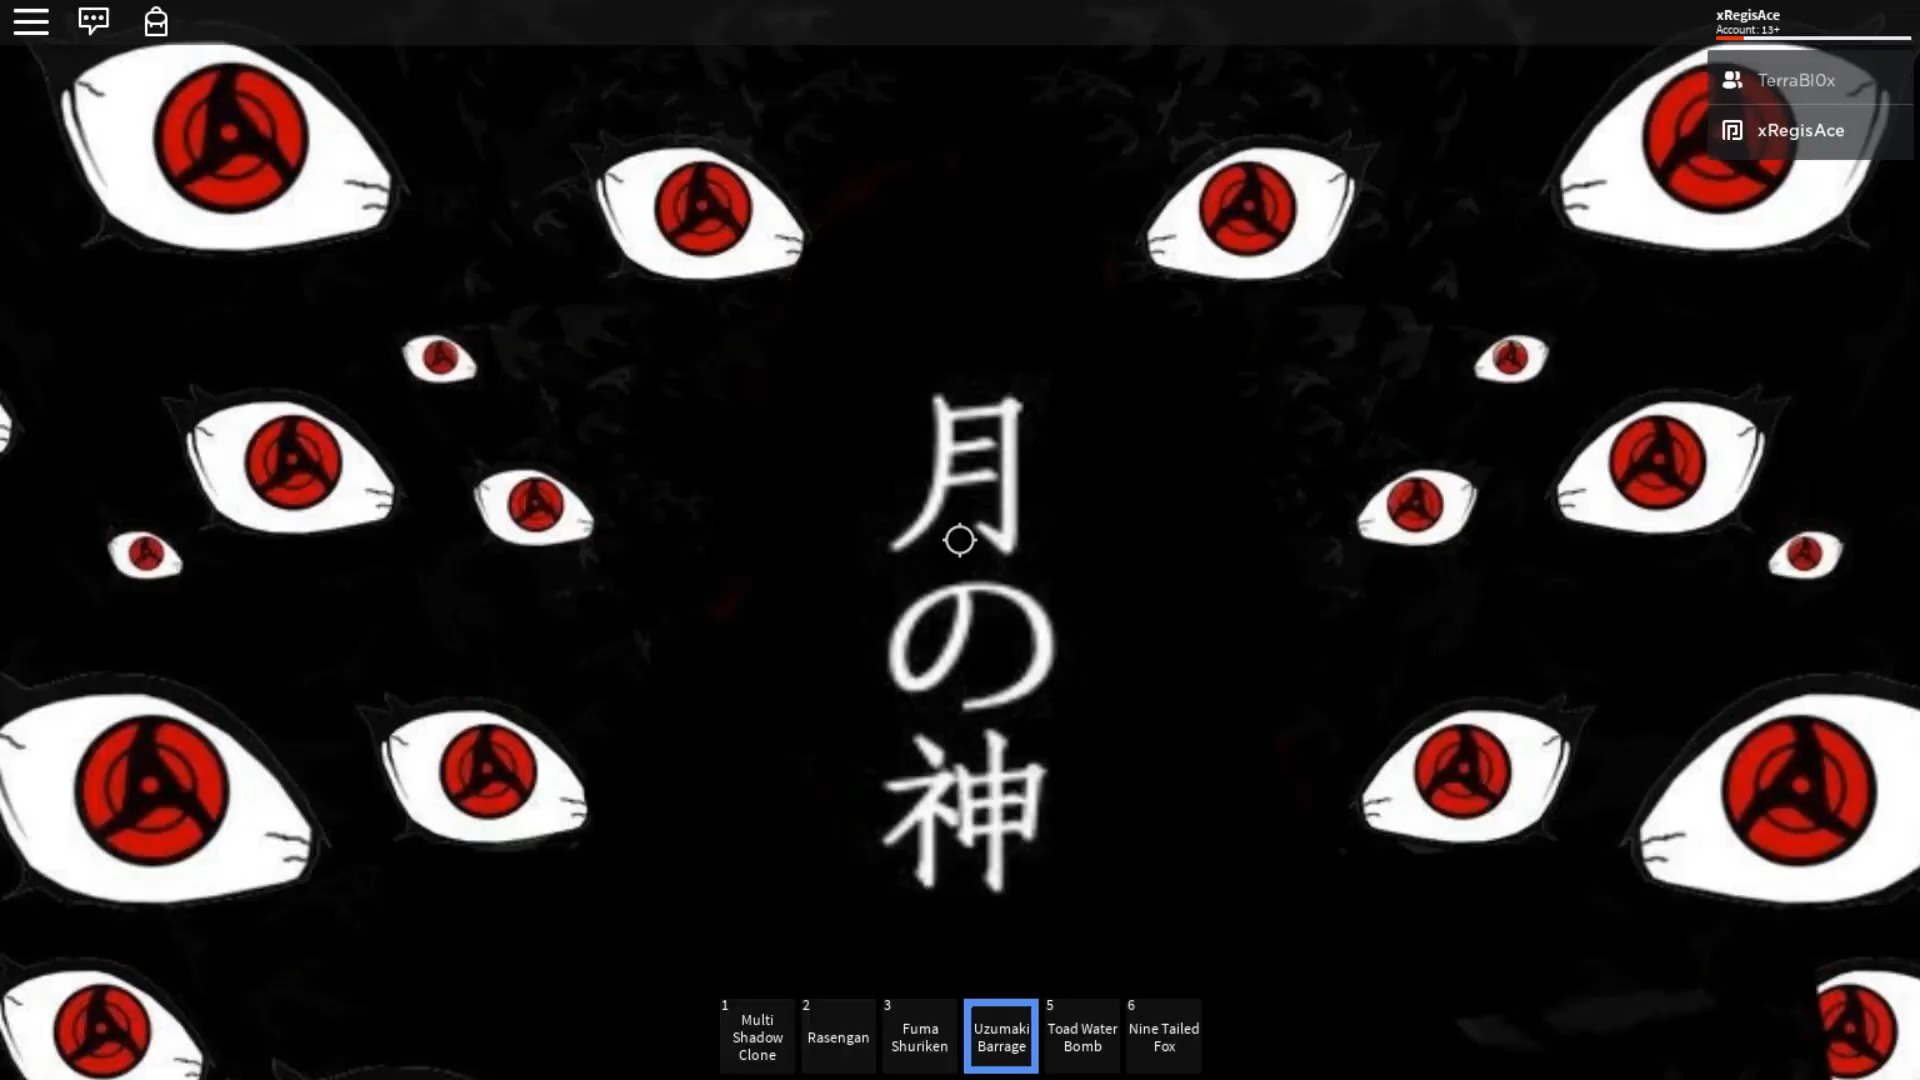 xRegisAce
Account: 13+
TerraBl0x
xRegisAce
月
の
神
1
Multi
Shadow
Clone
2
Rasengan
3
Fuma
Shuriken
Uzumaki
Barrage
5
Toad Water
Bomb
6
Nine Tailed
Fox